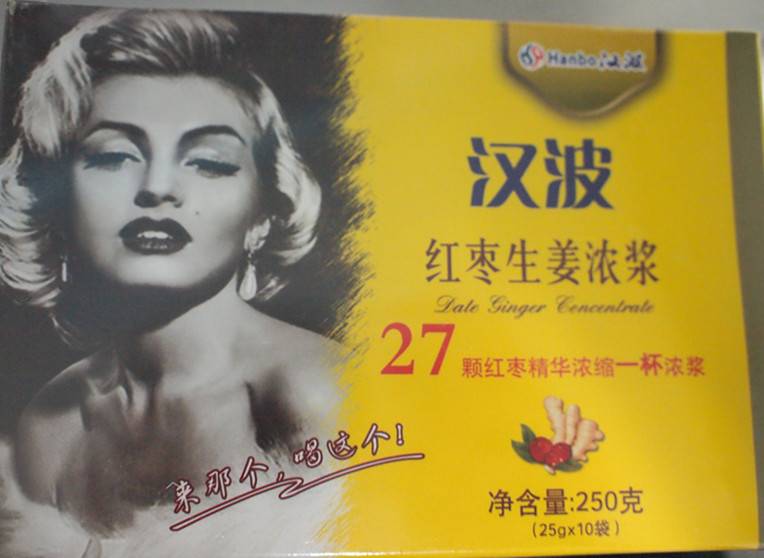 Hanbo汉波
汉波
红枣生姜浓浆
Date Ginger Concentrate
27颗红枣精华浓缩一杯浓浆
来那个,喝这个!
净含量:250克
(25gx10袋)